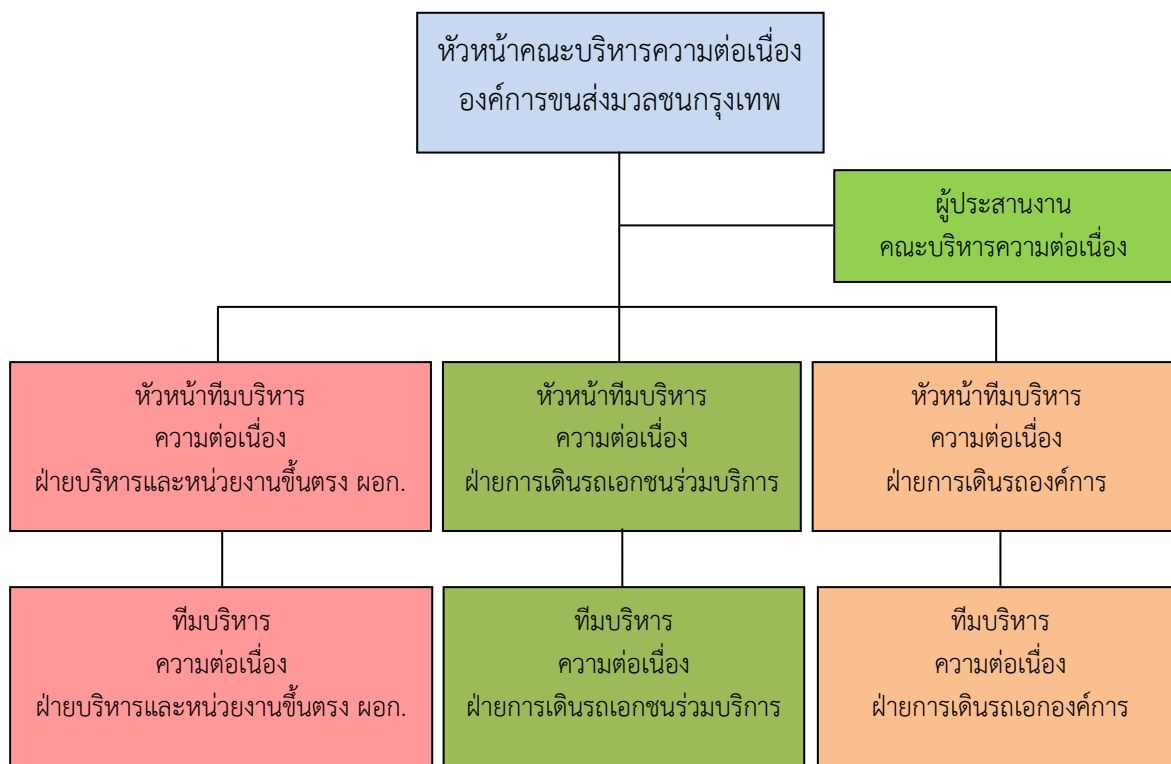 หัวหน้าคณะบริหารความต่อเนื่อง
องค์การขนส่งมวลชนกรุงเทพ
ผู้ประสานงาน
คณะบริหารความต่อเนื่อง
หัวหน้าทีมบริหาร
ความต่อเนื่อง
ฝ่ายบริหารและหน่วยงานขึ้นตรง ผอก.
หัวหน้าทีมบริหาร
ความต่อเนื่อง
ฝ่ายการเดินรถเอกชนร่วมบริการ
หัวหน้าทีมบริหาร
ความต่อเนื่อง
ฝ่ายการเดินรถองค์การ
ทีมบริหาร
ความต่อเนื่อง
ฝ่ายบริหารและหน่วยงานขึ้นตรง ผอก.
ทีมบริหาร
ความต่อเนื่อง
ฝ่ายการเดินรถเอกชนร่วมบริการ
ทีมบริหาร
ความต่อเนื่อง
ฝ่ายการเดินรถเอกองค์การ